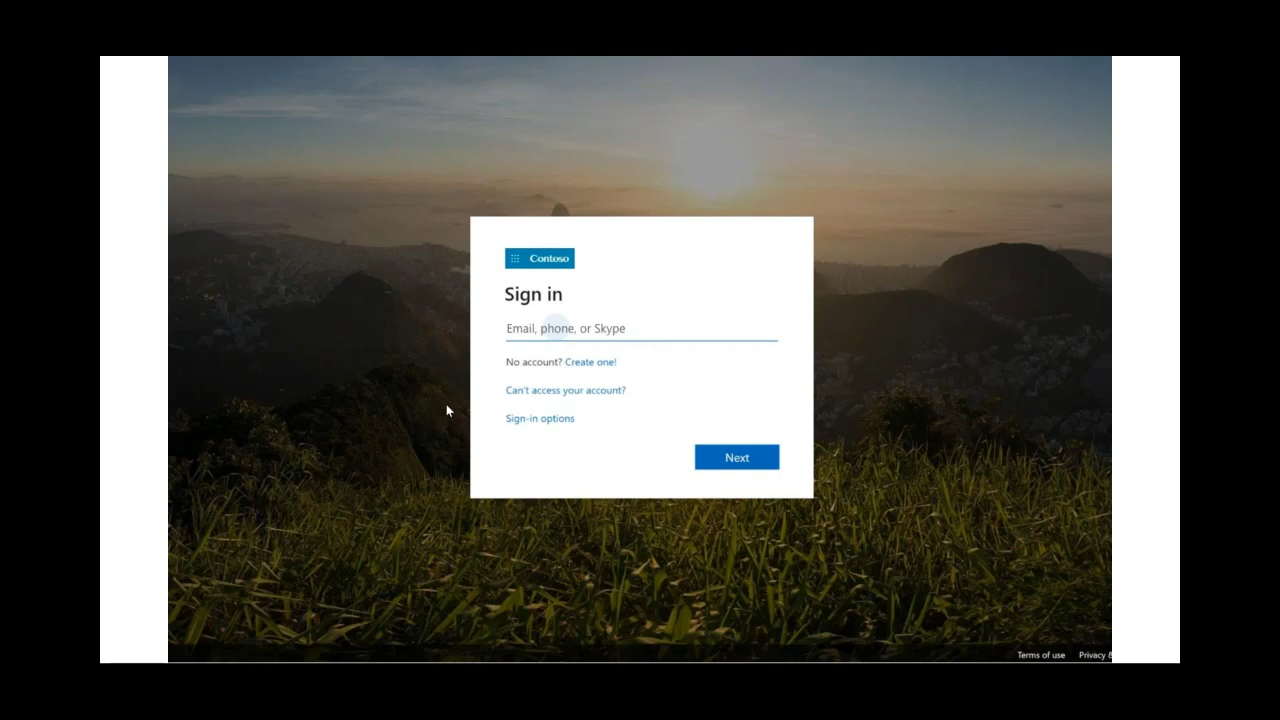 Contoso
Sign in
Email, phone, or Skype
No account? Create one!
Can't access your account?
Sign-in options
Next
Terms of use Privacy &